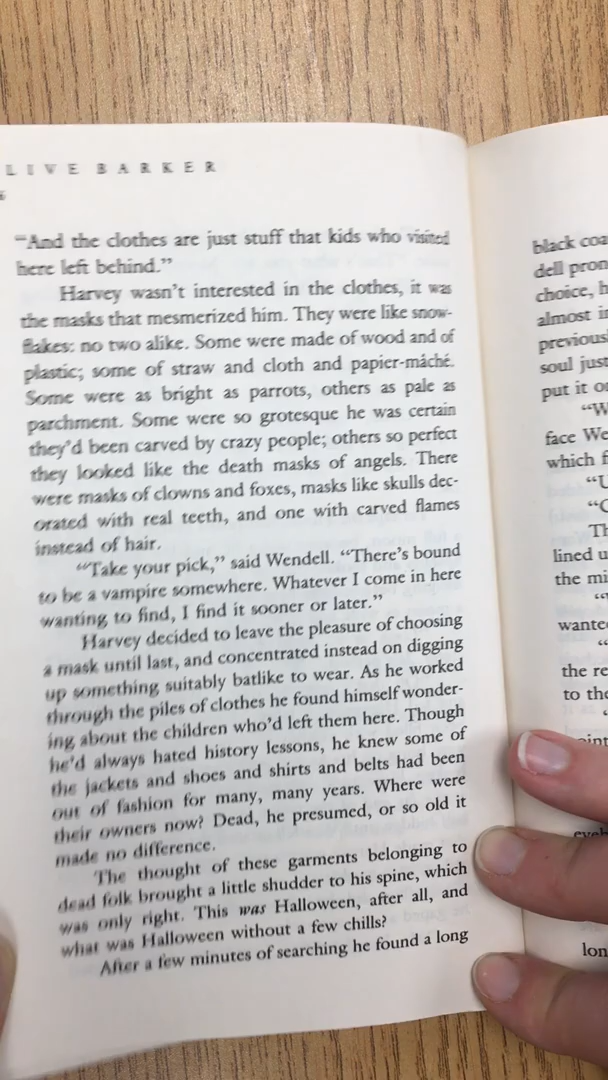 LIVE BARKER
"And the clothes are just stuff that kids who visited
here left behind."
Harvey wasn't interested in the clothes, it was
the masks that mesmerized him. They were like snow-
flakes: no two alike. Some were made of wood and of
plastic; some of straw and cloth and papier-mâché.
Some were as bright as parrots, others as pale as
parchment. Some were so grotesque he was certain
they'd been carved by crazy people; others so perfect
they looked like the death masks of angels. There
were masks of clowns and foxes, masks like skulls dec-
orated with real teeth, and one with carved flames
instead of hair.
"Take your pick," said Wendell. "There's bound
to be a vampire somewhere. Whatever I come in here
wanting to find, I find it sooner or later."
Harvey decided to leave the pleasure of choosing
a mask until last, and concentrated instead on digging
up something suitably batlike to wear. As he worked
through the piles of clothes he found himself wonder-
ing about the children who'd left them here. Though
he'd always hated history lessons, he knew some of
the jackets and shoes and shirts and belts had been
out of fashion for many, many years. Where were
their owners now? Dead, he presumed, or so old it
made no difference.
The thought of these garments belonging to
dead folk brought a little shudder to his spine, which
was only right. This was Halloween, after all, and
what was Halloween without a few chills?
After a few minutes of searching he found a long
black coa
dell pron
choice, h
almost i
previous
soul just
put it o
"W
face We
which f
"U
"C
Th
lined u
the mi
wante
the re
to the
lon